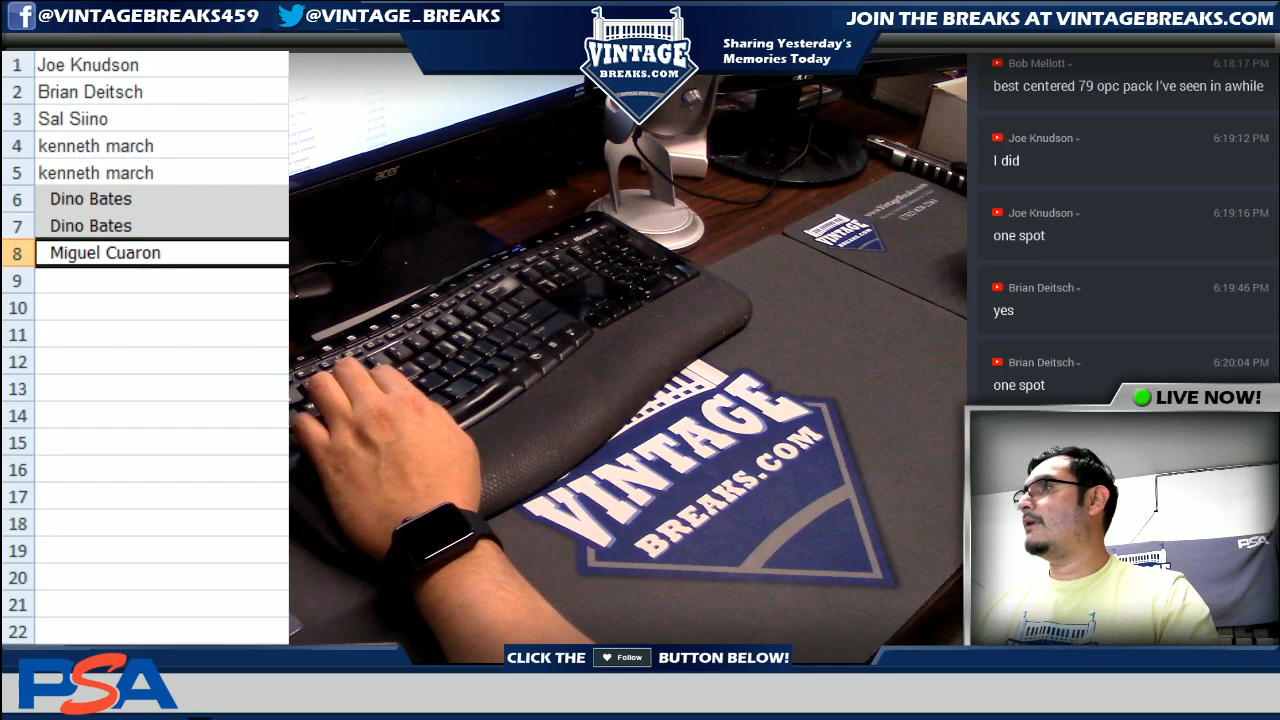 @VINTAGEBREAKS459
@VINTAGE_BREAKS
VINTAGE
BREAKS.COM
Sharing Yesterday's
Memories Today
JOIN THE BREAKS AT VINTAGEBREAKS.COM
1 Joe Knudson
2 Brian Deitsch
3 Sal Siino
4 kenneth march
5 kenneth march
6 Dino Bates
7 Dino Bates
8 Miguel Cuaron
9
10
11
12
13
14
15
16
17
18
19
20
21
22
acer
VINTAGE
www.VintageBreaks.com
VINTAGE
BREAKS.COM
Bob Mellott 6:18:17 PM
best centered 79 opc pack I've seen in awhile
Joe Knudson 6:19:12 PM
I did
Joe Knudson 6:19:16 PM
one spot
Brian Deitsch 6:19:46 PM
yes
Brian Deitsch 6:20:04 PM
one spot
LIVE NOW!
PSA
CLICK THE Follow BUTTON BELOW!
PSA